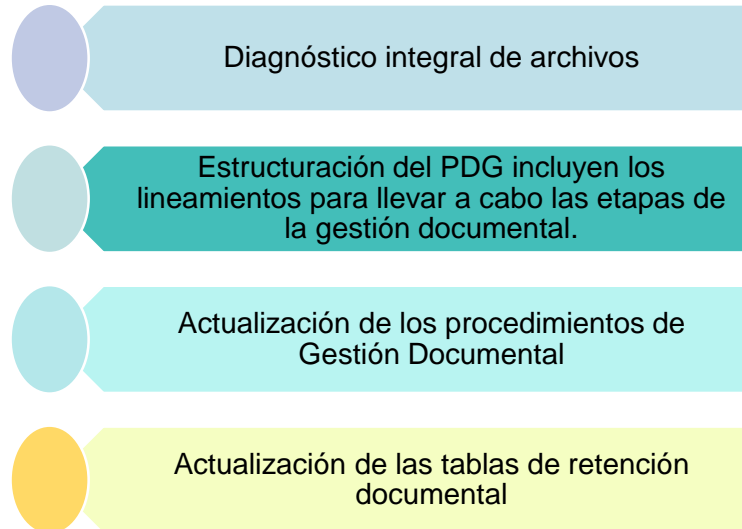 Diagnóstico integral de archivos
Estructuración del PDG incluyen los
lineamientos para llevar a cabo las etapas de
la gestión documental.
Actualización de los procedimientos de
Gestión Documental
Actualización de las tablas de retención
documental